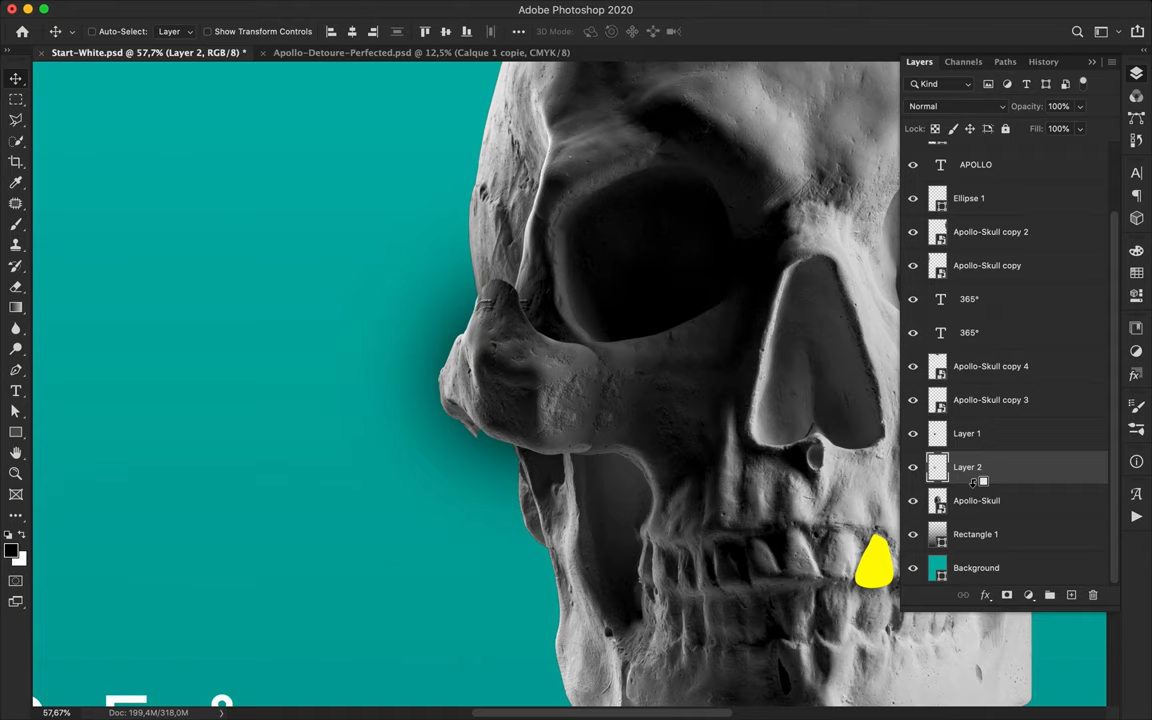 Adobe Photoshop 2020
Auto-Select: Layer Show Transform Controls 3D Mode:
Start-White.psd @ 57,7% (Layer 2, RGB/8) * Apollo-Detoure-Perfected.psd @ 12,5% (Calque 1 copie, CMYK/8)
Layers Channels Paths History
Kind
Normal Opacity: 100%
Lock: Fill: 100%
APOLLO
Ellipse 1
Apollo-Skull copy 2
Apollo-Skull copy
365°
365°
Apollo-Skull copy 4
Apollo-Skull copy 3
Layer 1
Layer 2
Apollo-Skull
Rectangle 1
Background
57,67% Doc: 199,4M/318,0M